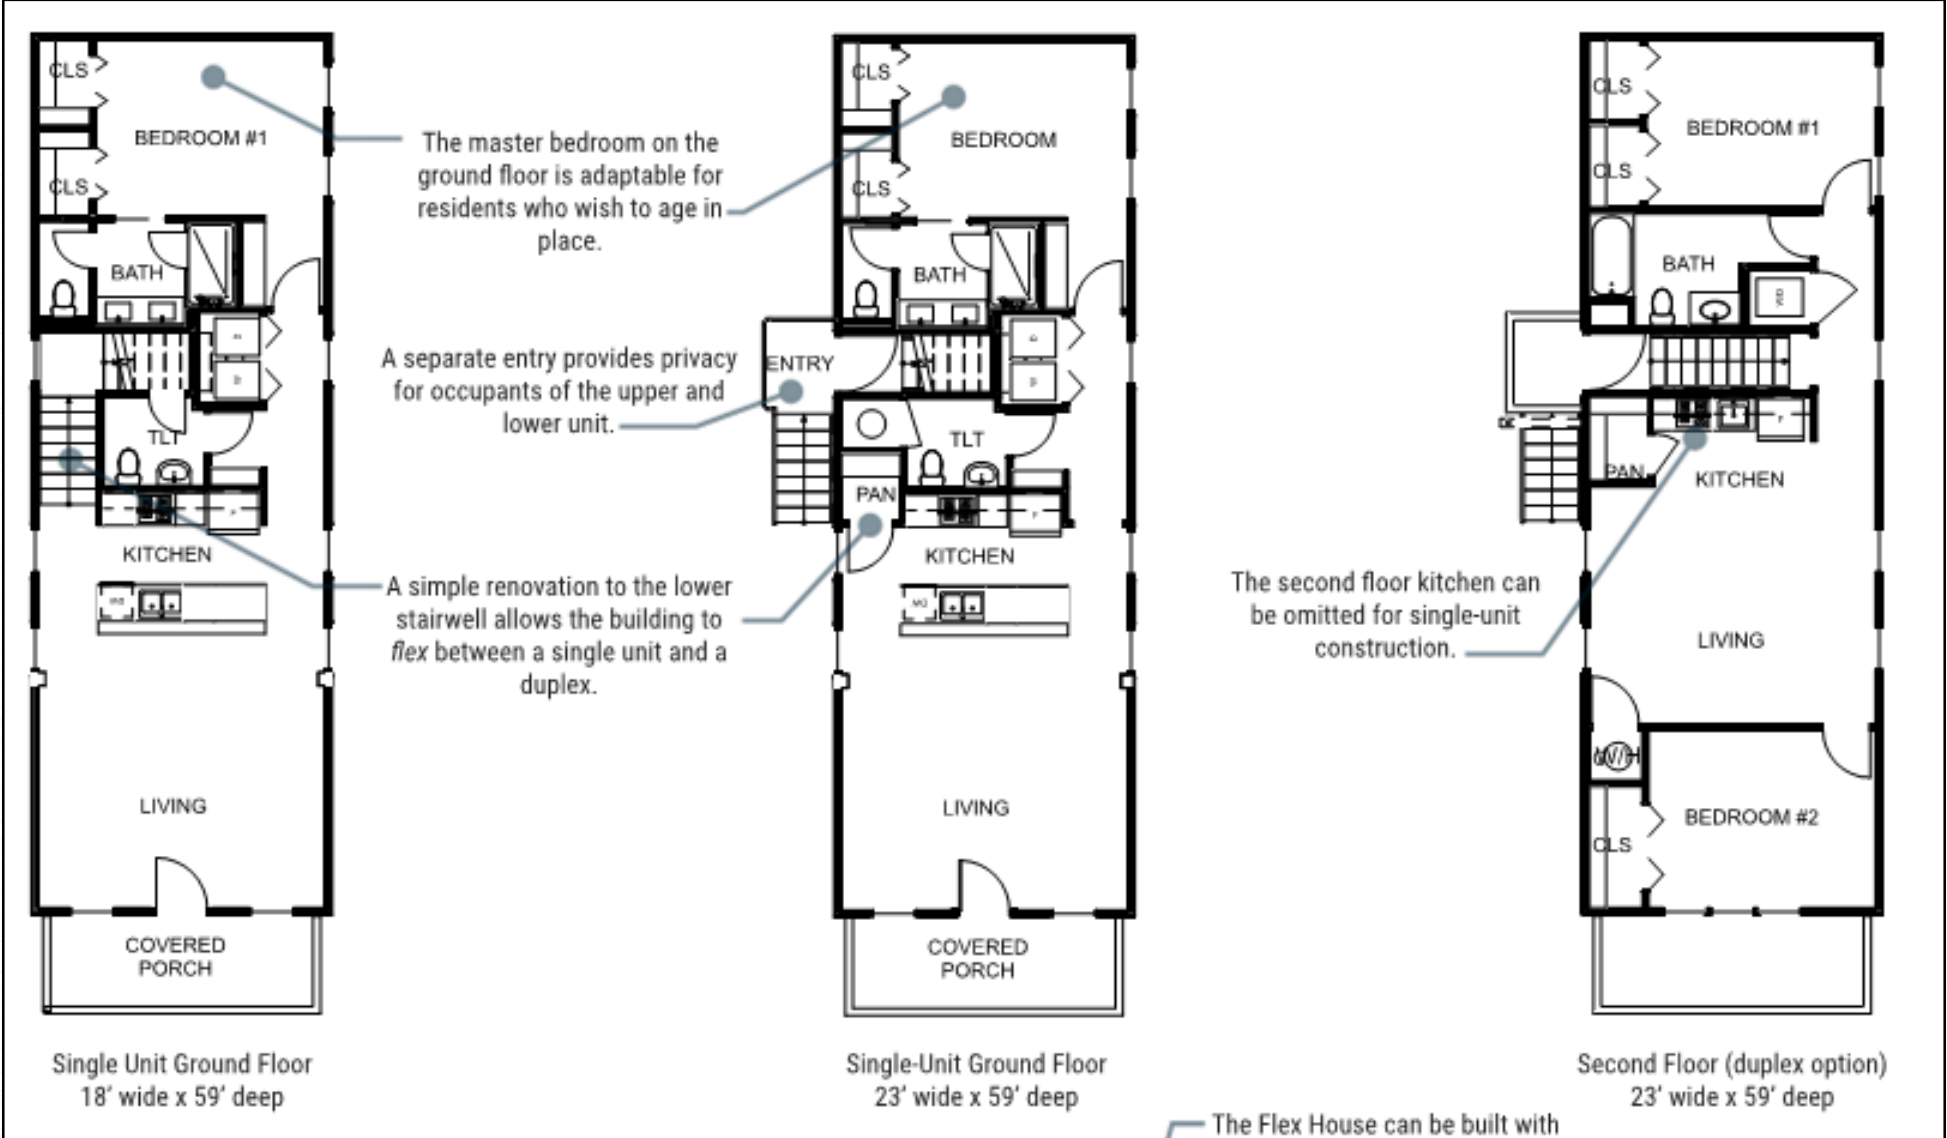 CLS
BEDROOM #1
CLS
BATH
TLT
KITCHEN
LIVING
COVERED
PORCH
Single Unit Ground Floor
18’ wide x 59’ deep
The master bedroom on the
ground floor is adaptable for
residents who wish to age in
place.
A separate entry provides privacy
for occupants of the upper and
lower unit.
A simple renovation to the lower
stairwell allows the building to
flex between a single unit and a
duplex.
CLS
BEDROOM
CLS
BATH
ENTRY
TLT
PAN
KITCHEN
LIVING
COVERED
PORCH
Single-Unit Ground Floor
23’ wide x 59’ deep
The second floor kitchen can
be omitted for single-unit
construction.
CLS
BEDROOM #1
CLS
BATH
PAN
KITCHEN
LIVING
BEDROOM #2
CLS
Second Floor (duplex option)
23’ wide x 59’ deep
The Flex House can be built with